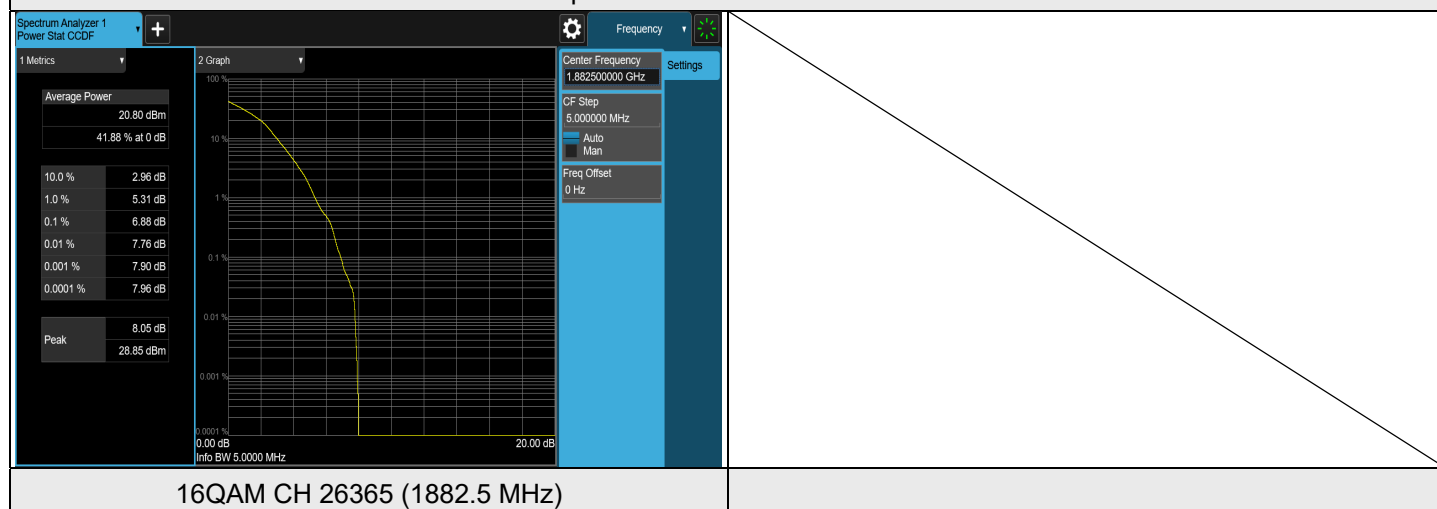 Spectrum Analyzer 1
Power Stat CCDF
Frequency
1 Metrics
2 Graph
Average Power
20.80 dBm
41.88 % at 0 dB
10.0 % 2.96 dB
1.0 % 5.31 dB
0.1 % 6.88 dB
0.01 % 7.76 dB
0.001 % 7.90 dB
0.0001 % 7.96 dB
Peak
8.05 dB
28.85 dBm
100 %
10 %
1 %
0.1 %
0.01 %
0.001 %
0.0001 %
0.00 dB 20.00 dB
Info BW 5.0000 MHz
Center Frequency
1.882500000 GHz
CF Step
5.000000 MHz
Auto
Man
Freq Offset
0 Hz
Settings
16QAM CH 26365 (1882.5 MHz)